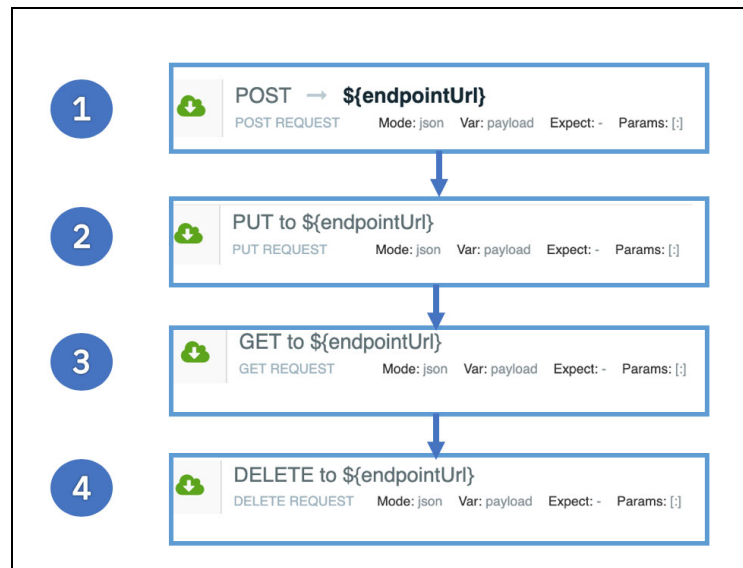 1
POST → ${endpointUrl}
POST REQUEST Mode: json Var: payload Expect: - Params: [:]
2
PUT to ${endpointUrl}
PUT REQUEST Mode: json Var: payload Expect: - Params: [:]
3
GET to ${endpointUrl}
GET REQUEST Mode: json Var: payload Expect: - Params: [:]
4
DELETE to ${endpointUrl}
DELETE REQUEST Mode: json Var: payload Expect: - Params: [:]